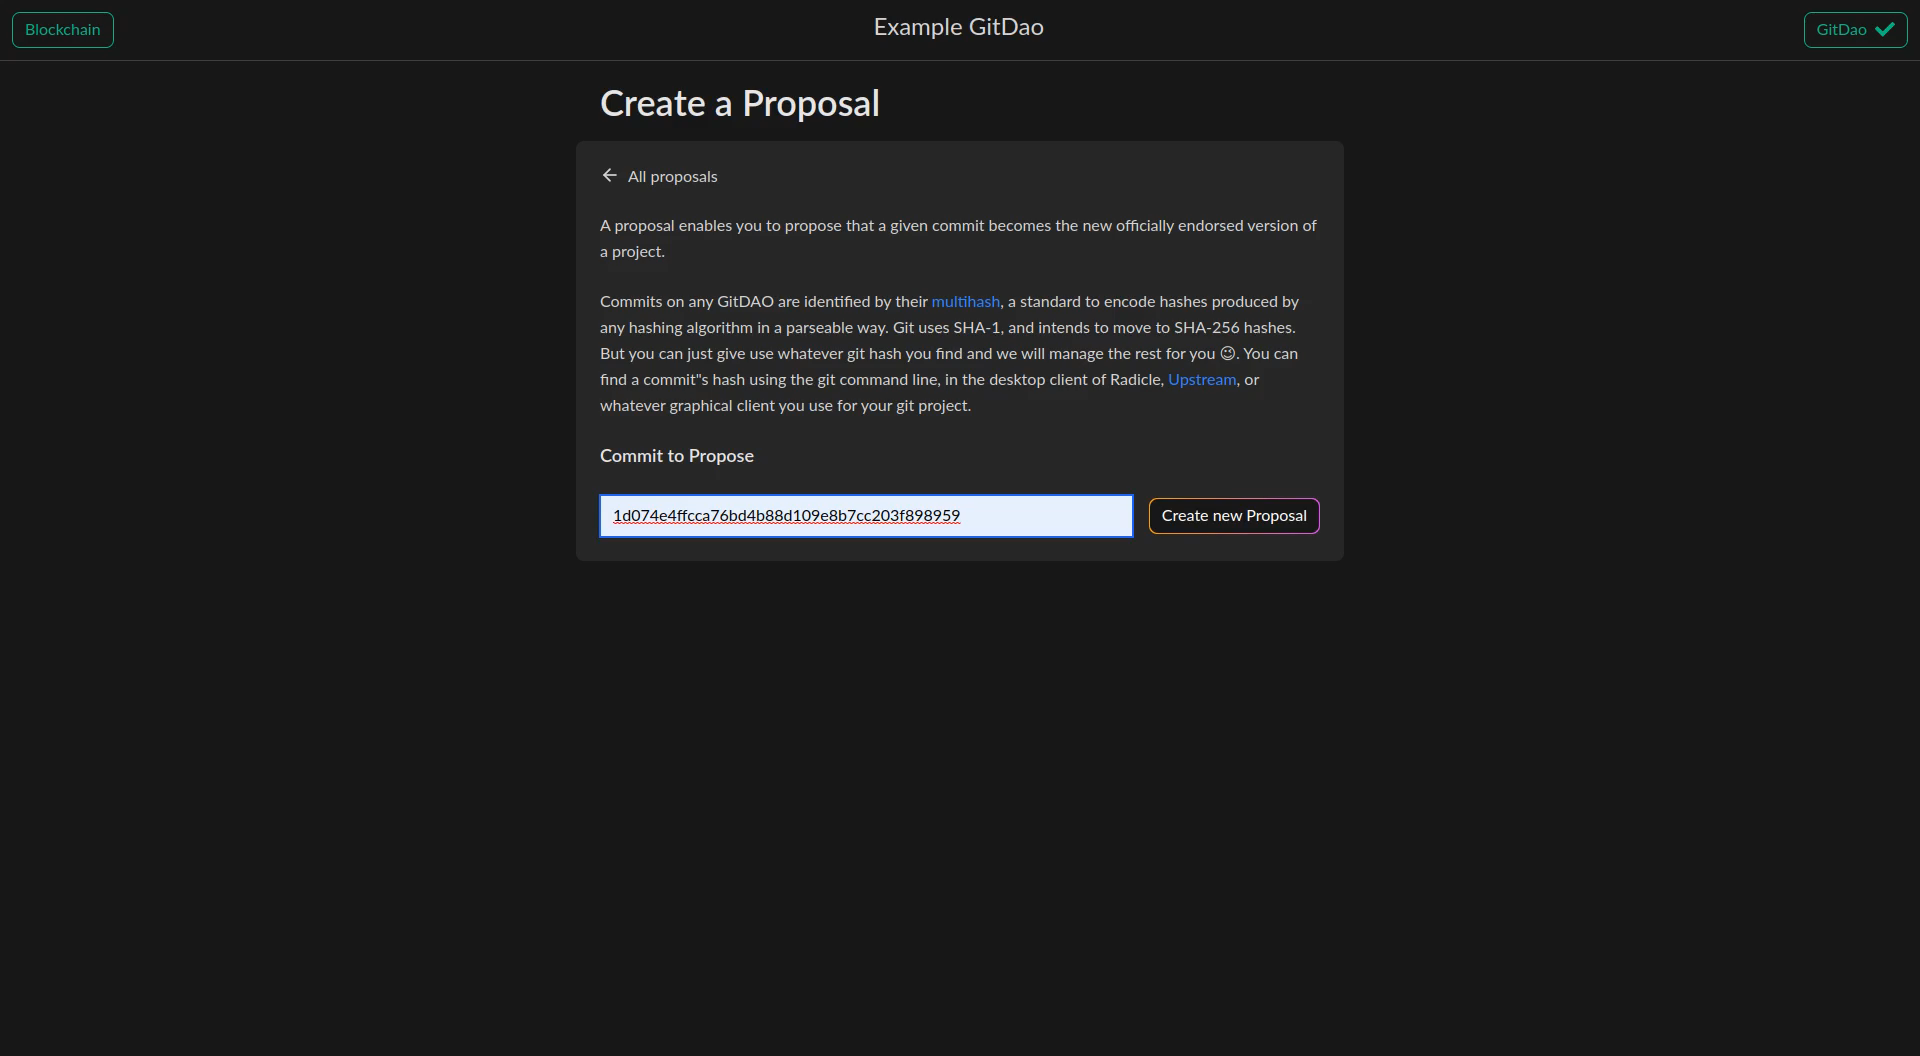 Blockchain
Example GitDao
GitDao
Create a Proposal
All proposals
A proposal enables you to propose that a given commit becomes the new officially endorsed version of
a project.
Commits on any GitDAO are identified by their multihash, a standard to encode hashes produced by
any hashing algorithm in a parseable way. Git uses SHA-1, and intends to move to SHA-256 hashes.
But you can just give use whatever git hash you find and we will manage the rest for you 😉. You can
find a commit"s hash using the git command line, in the desktop client of Radicle, Upstream, or
whatever graphical client you use for your git project.
Commit to Propose
1d074e4ffcca76bd4b88d109e8b7cc203f898959
Create new Proposal